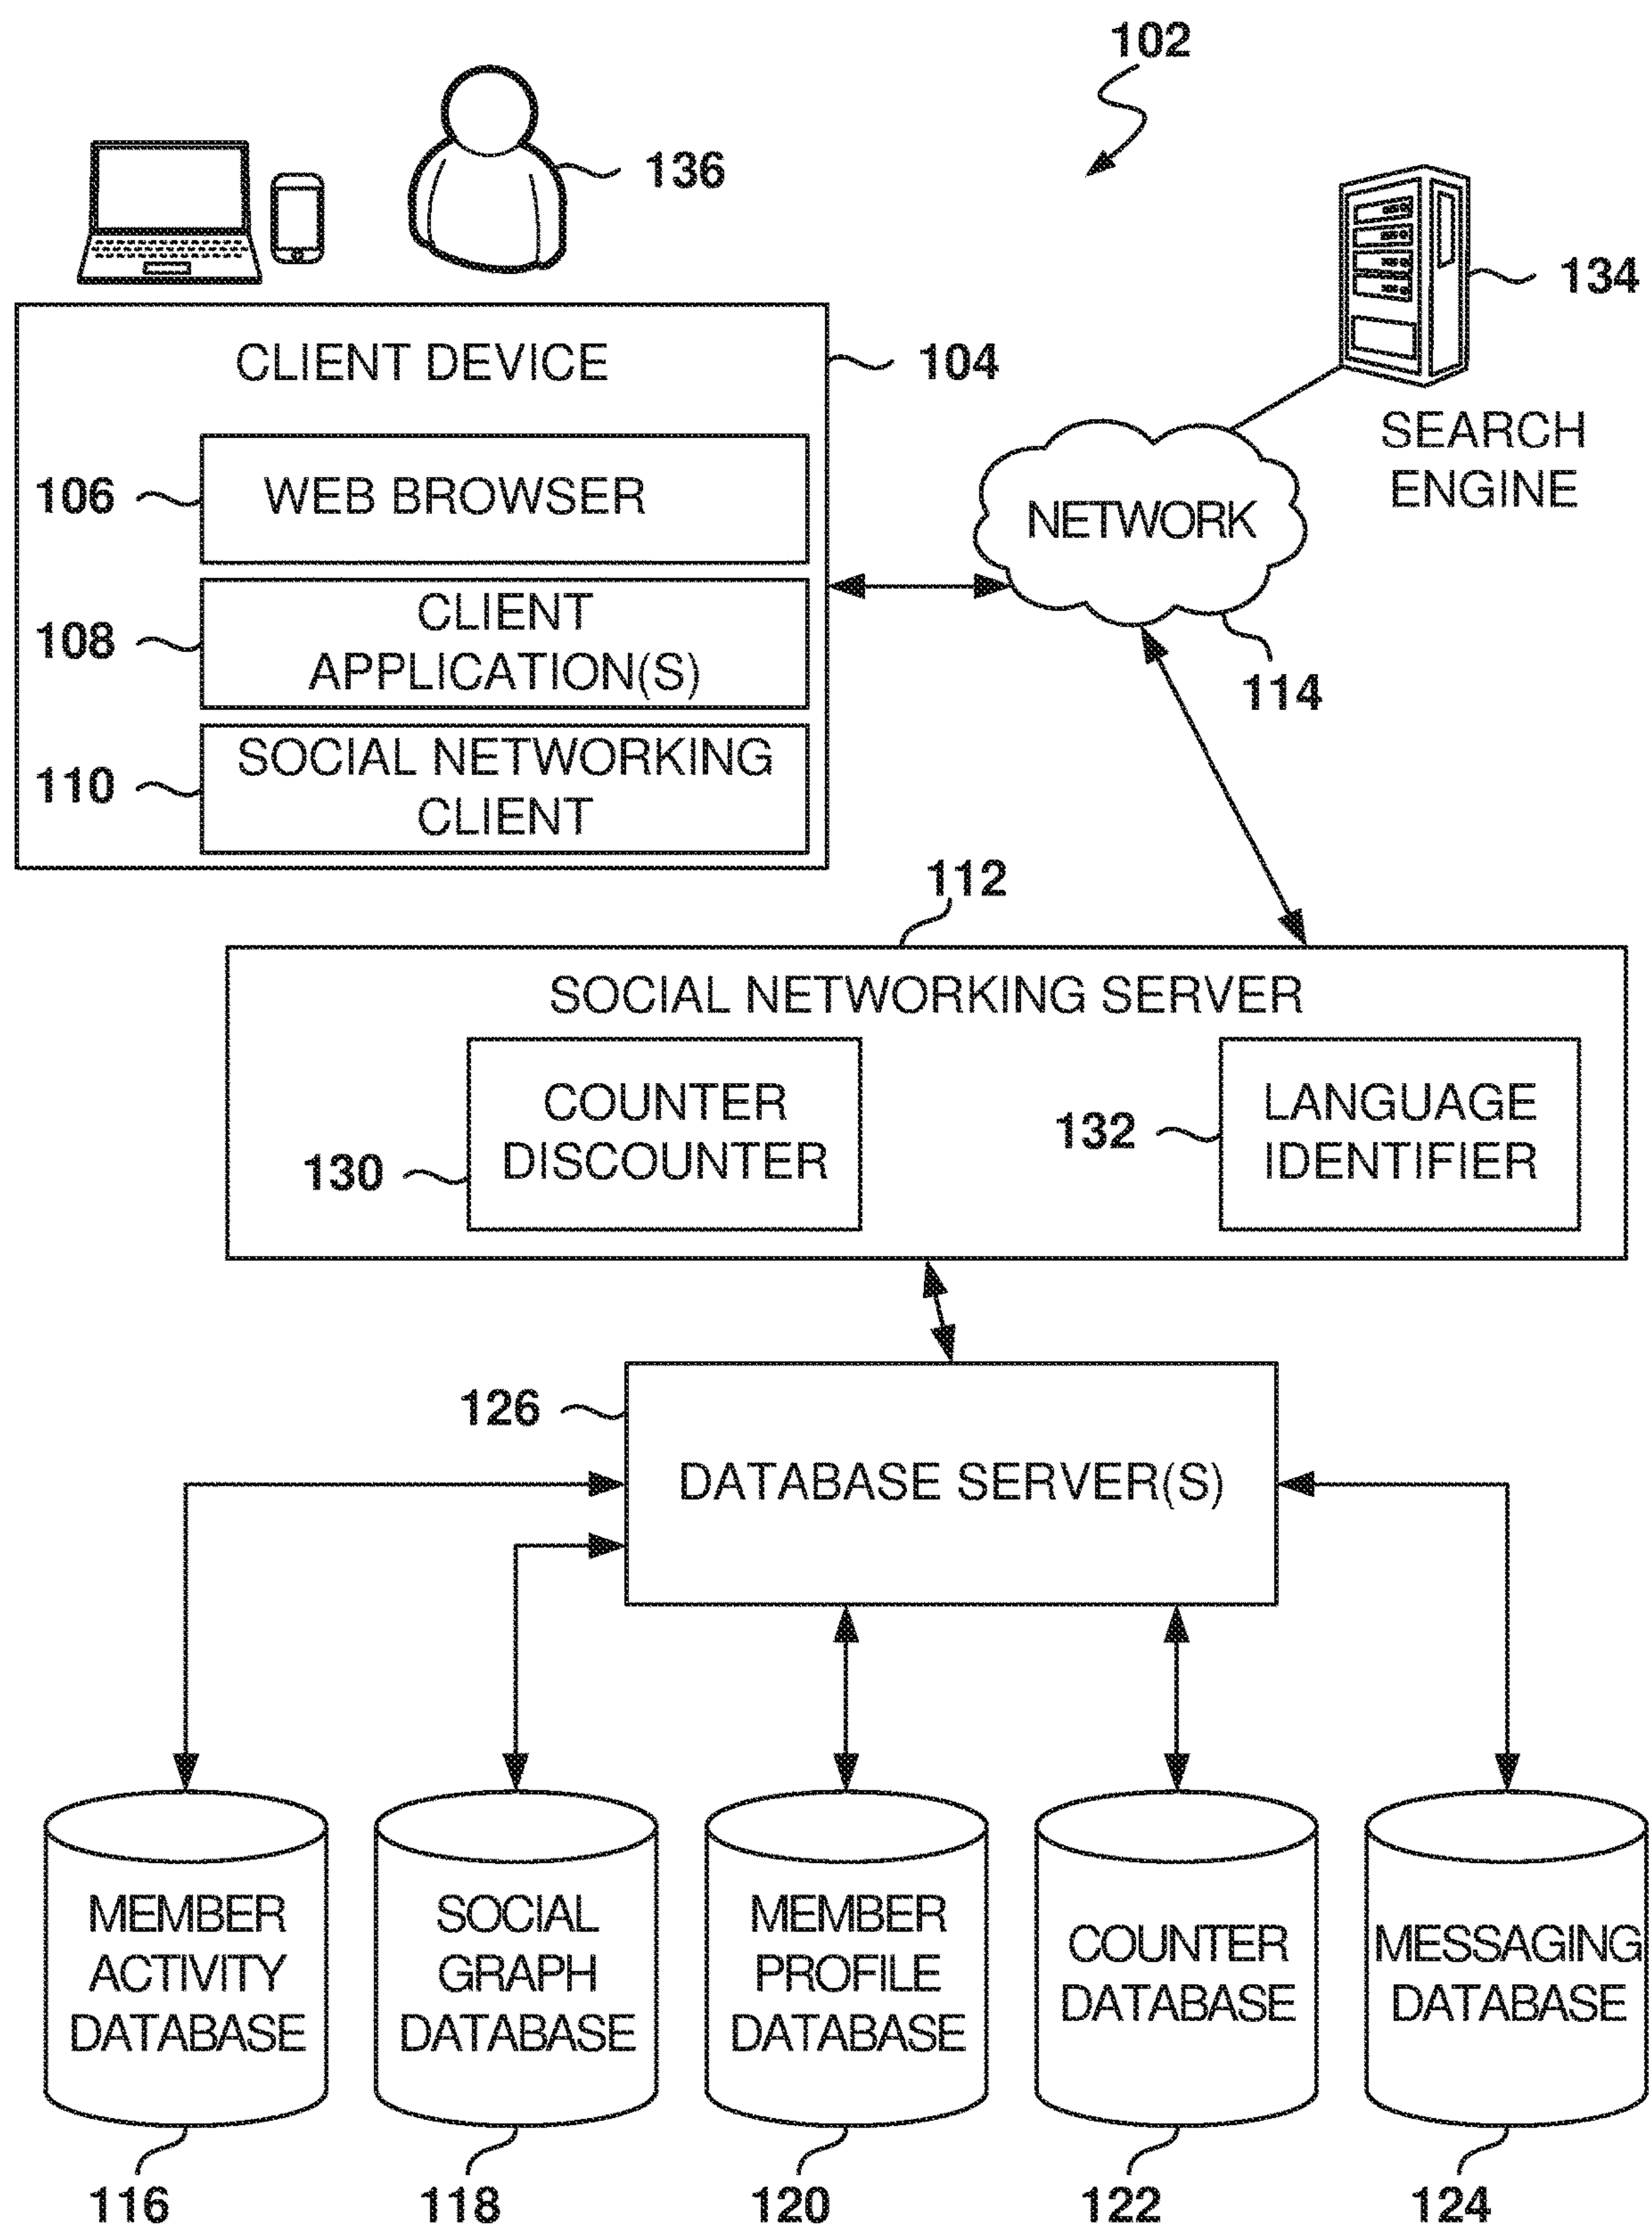 102
136
134
CLIENT DEVICE
104
SEARCH
ENGINE
106
WEB BROWSER
NETWORK
108
CLIENT
APPLICATION(S)
114
110
SOCIAL NETWORKING
CLIENT
112
SOCIAL NETWORKING SERVER
COUNTER
DISCOUNTER
130
132
LANGUAGE
IDENTIFIER
126
DATABASE SERVER(S)
MEMBER
ACTIVITY
DATABASE
SOCIAL
GRAPH
DATABASE
MEMBER
PROFILE
DATABASE
COUNTER
DATABASE
MESSAGING
DATABASE
116
118
120
122
124